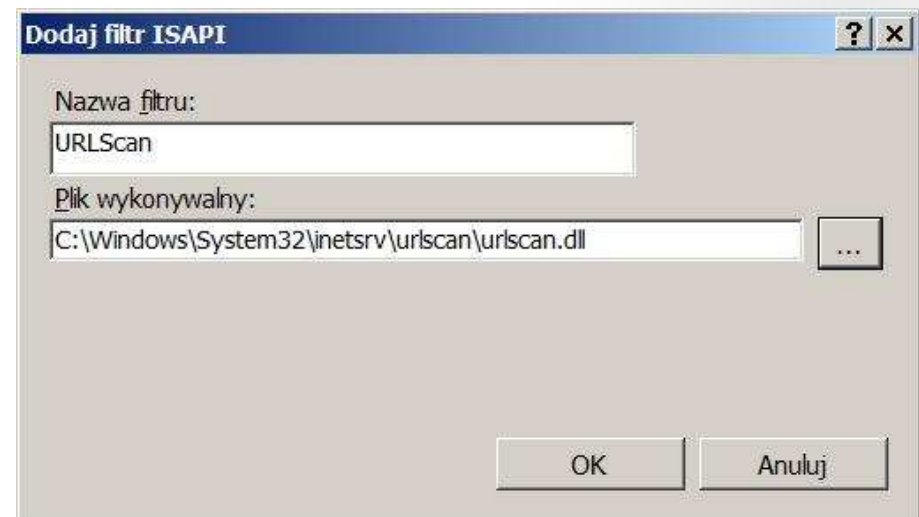 Dodaj filtr ISAPI
Nazwa filtru:
URLScan
Plik wykonywalny:
C:\Windows\System32\inetsrv\urlscan\urlscan.dll
...
OK
Anuluj